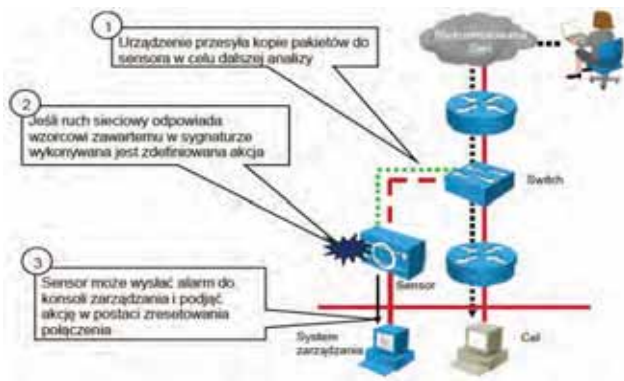 1
Urządzenie przesyła kopie pakietów do
sensora w celu dalszej analizy
2
Jeśli ruch sieciowy odpowiada
wzorcowi zawartemu w sygnaturze
wykonywana jest zdefiniowana akcja
Switch
3
Sensor może wysłać alarm do
konsoli zarządzania i podjąć
akcję w postaci zresetowania
połączenia
Sensor
System
zarządzania
Cel